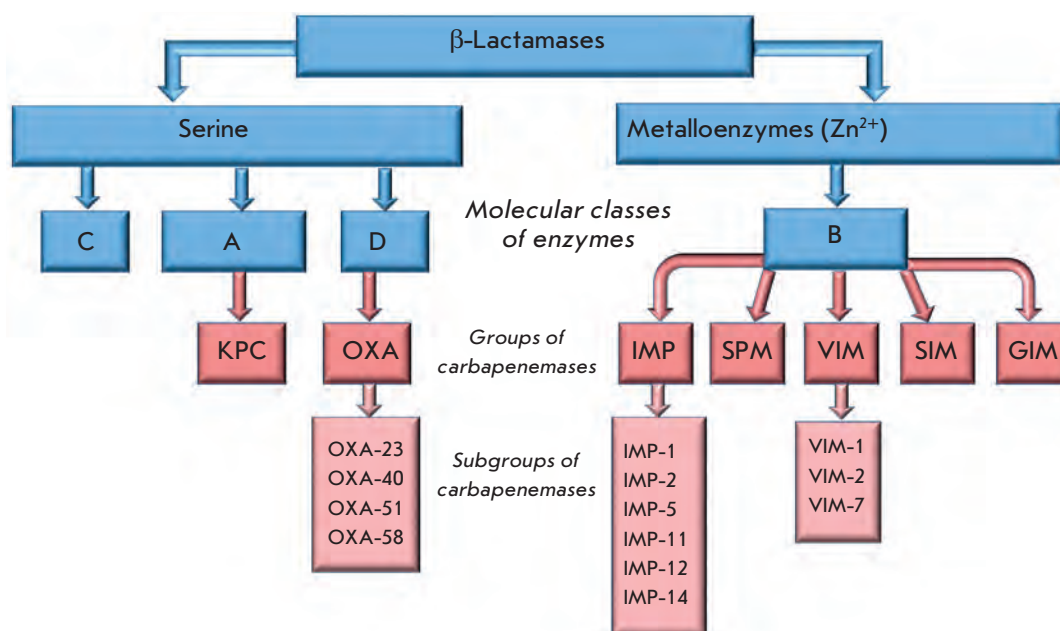 β-Lactamases
Serine
Metalloenzymes (Zn²⁺)
C
A
D
Molecular classes
of enzymes
B
KPC
OXA
Groups of
carbapenemases
IMP
SPM
VIM
SIM
GIM
OXA-23
OXA-40
OXA-51
OXA-58
Subgroups of
carbapenemases
IMP-1
IMP-2
IMP-5
IMP-11
IMP-12
IMP-14
VIM-1
VIM-2
VIM-7